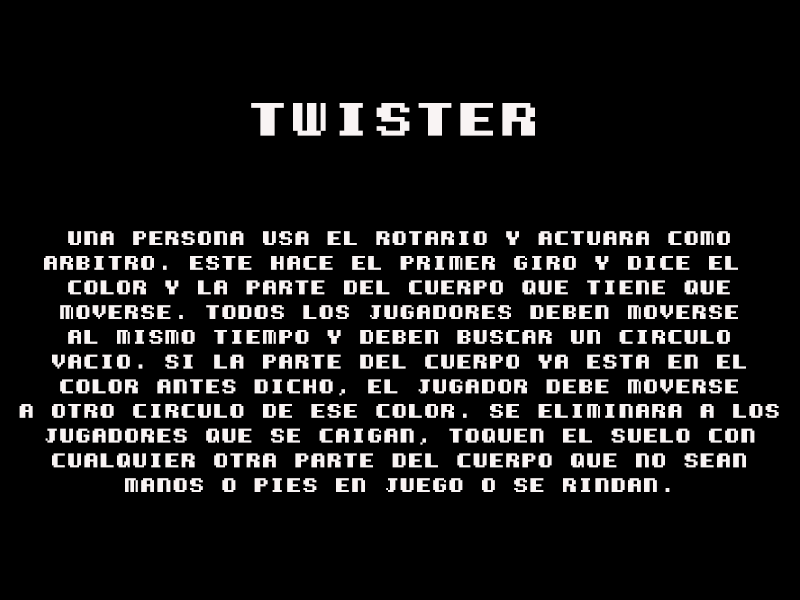 TWISTER
UNA PERSONA USA EL ROTARIO Y ACTUARA COMO
ARBITRO. ESTE HACE EL PRIMER GIRO Y DICE EL
COLOR Y LA PARTE DEL CUERPO QUE TIENE QUE
MOVERSE. TODOS LOS JUGADORES DEBEN MOVERSE
AL MISMO TIEMPO Y DEBEN BUSCAR UN CIRCULO
VACIO. SI LA PARTE DEL CUERPO YA ESTA EN EL
COLOR ANTES DICHO, EL JUGADOR DEBE MOVERSE
A OTRO CIRCULO DE ESE COLOR. SE ELIMINARA A LOS
JUGADORES QUE SE CAIGAN, TOQUEN EL SUELO CON
CUALQUIER OTRA PARTE DEL CUERPO QUE NO SEAN
MANOS O PIES EN JUEGO O SE RINDAN.